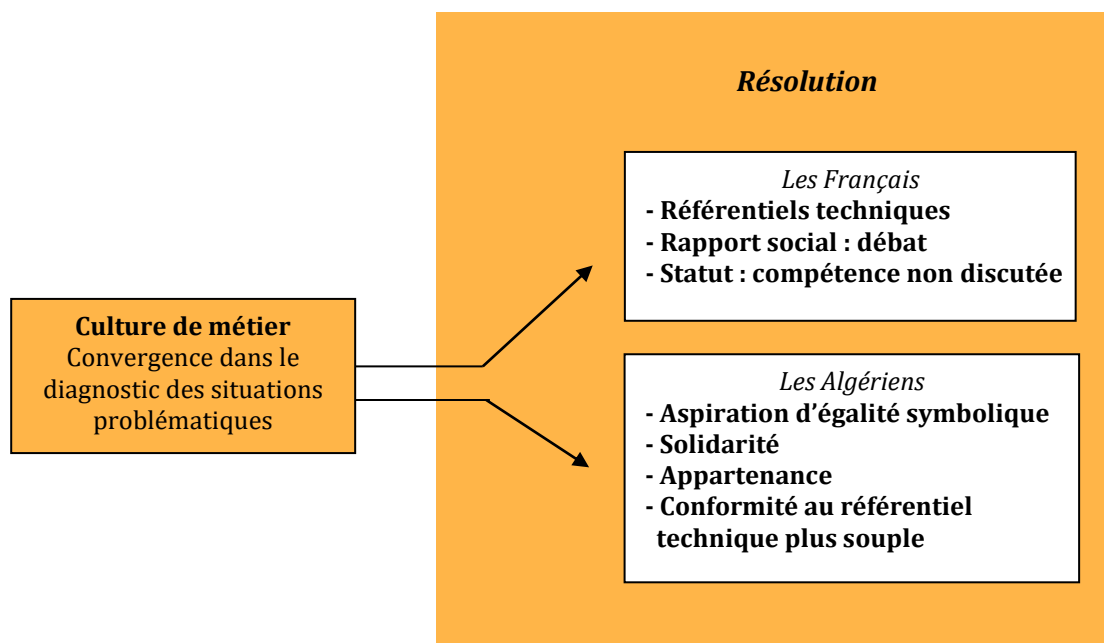 Résolution
Les Français
- Référentiels techniques
- Rapport social : débat
- Statut : compétence non discutée
Culture de métier
Convergence dans le
diagnostic des situations
problématiques
Les Algériens
- Aspiration d’égalité symbolique
- Solidarité
- Appartenance
- Conformité au référentiel
technique plus souple